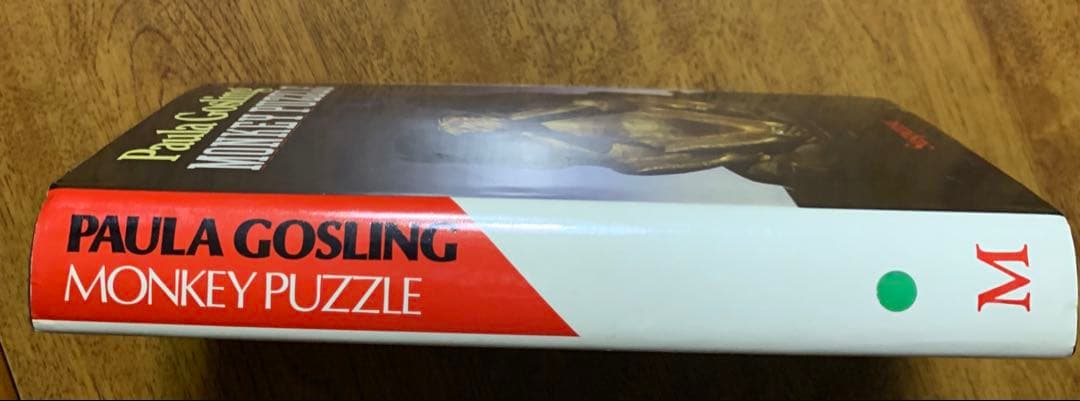 Paula Gosling
MONKEY PUZZLE
PAULA GOSLING
MONKEY PUZZLE
M